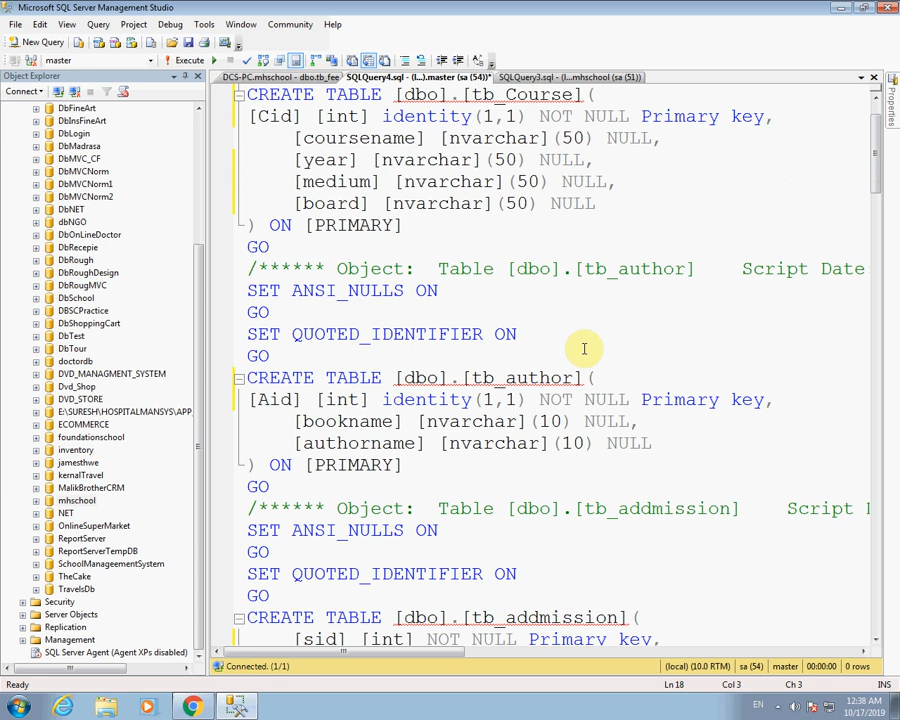 Microsoft SQL Server Management Studio
File Edit View Query Project Debug Tools Window Community Help
New Query
master Execute
Object Explorer
DCS-PC.mhschool - dbo.tb_fee SQLQuery4.sql - (l...).master (sa (54))* SQLQuery3.sql - (l...mhschool (sa (51))
Connect
Properties
DbFineArt
DbInsFineArt
DbLogin
DbMadrasa
DbMVC_CF
DbMVCNorm
DbMVCNorm1
DbMVCNorm2
DbNET
dbNGO
DbOnLineDoctor
DbRecepie
DbRough
DbRoughDesign
DbRougMVC
DbSchool
DBSCPractice
DbShoppingCart
DbTest
DbTour
doctordb
DVD_MANAGMENT_SYSTEM
Dvd_Shop
DVD_STORE
E:\SURESH\HOSPITALMANSYS\APP_
ECOMMERCE
foundationschool
inventory
jamesthwe
kernalTravel
MalikBrotherCRM
mhschool
NET
OnlineSuperMarket
ReportServer
ReportServerTempDB
SchoolManageementSystem
TheCake
TravelsDb
Security
Server Objects
Replication
Management
SQL Server Agent (Agent XPs disabled)
CREATE TABLE [dbo].[tb_Course](
[Cid] [int] identity(1,1) NOT NULL Primary key,
[coursename] [nvarchar](50) NULL,
[year] [nvarchar](50) NULL,
[medium] [nvarchar](50) NULL,
[board] [nvarchar](50) NULL
) ON [PRIMARY]
GO
/****** Object: Table [dbo].[tb_author] Script Date:
SET ANSI_NULLS ON
GO
SET QUOTED_IDENTIFIER ON
GO
CREATE TABLE [dbo].[tb_author](
[Aid] [int] identity(1,1) NOT NULL Primary key,
[bookname] [nvarchar](10) NULL,
[authorname] [nvarchar](10) NULL
) ON [PRIMARY]
GO
/****** Object: Table [dbo].[tb_addmission] Script D
SET ANSI_NULLS ON
GO
SET QUOTED_IDENTIFIER ON
GO
CREATE TABLE [dbo].[tb_addmission](
[sid] [int] NOT NULL Primary key,
Connected. (1/1) (local) (10.0 RTM) sa (54) master 00:00:00 0 rows
Ready Ln 18 Col 3 Ch 3 INS
EN 12:38 AM
10/17/2019